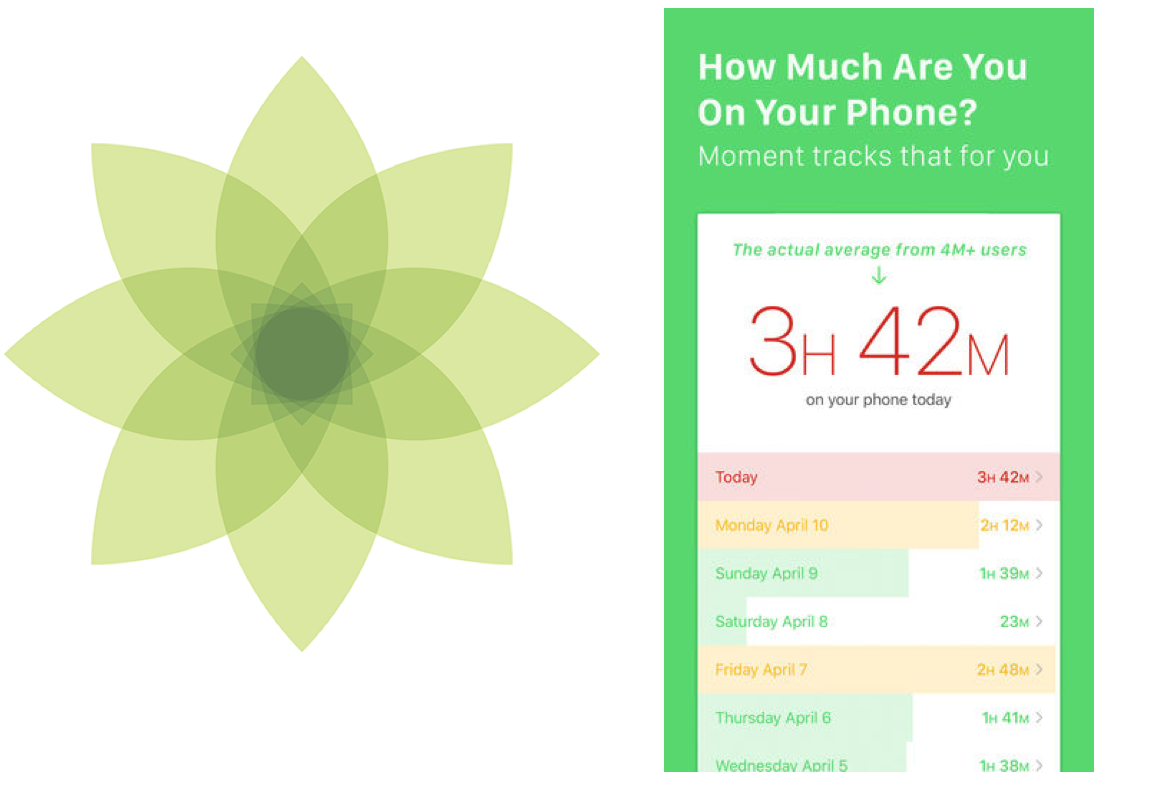 How Much Are You
On Your Phone?
Moment tracks that for you
The actual average from 4M+ users
3H 42M
on your phone today
Today 3H 42M
Monday April 10 2H 12M
Sunday April 9 1H 39M
Saturday April 8 23M
Friday April 7 2H 48M
Thursday April 6 1H 41M
Wednesday April 5 1H 38M